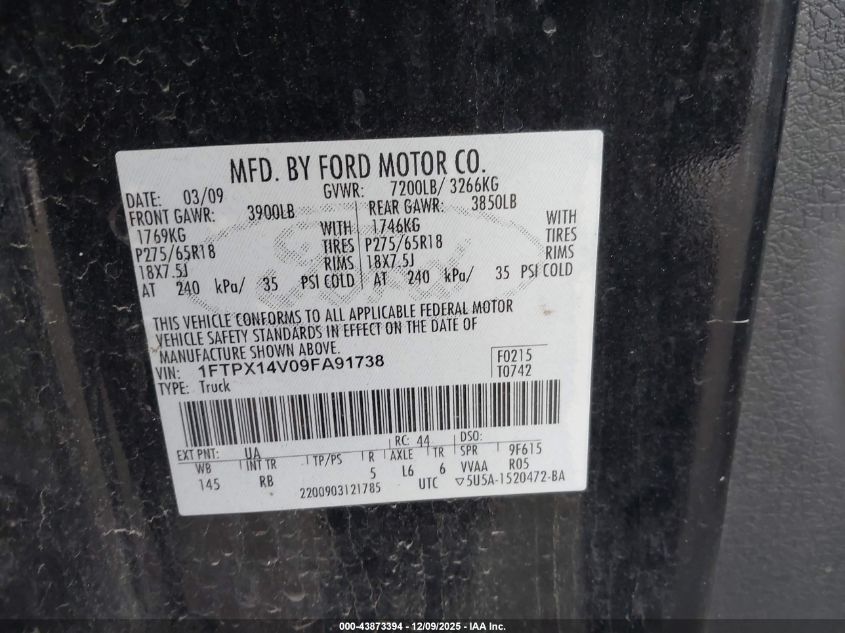 MFD. BY FORD MOTOR CO.
DATE: 03/09 GVWR: 7200LB/ 3266KG
FRONT GAWR: 3900LB REAR GAWR: 3850LB
1769KG WITH 1746KG WITH
P275/65R18 TIRES P275/65R18 TIRES
18X7.5J RIMS 18X7.5J RIMS
AT 240 kPa/ 35 PSI COLD AT 240 kPa/ 35 PSI COLD
THIS VEHICLE CONFORMS TO ALL APPLICABLE FEDERAL MOTOR
VEHICLE SAFETY STANDARDS IN EFFECT ON THE DATE OF
MANUFACTURE SHOWN ABOVE.
VIN: 1FTPX14V09FA91738 F0215
TYPE: Truck T0742
EXT PNT: UA RC: 44 DSO:
WB INT TR TP/PS R AXLE TR SPR 9F615
145 RB 5 L6 6 VVAA R05
2200903121785 UTC ▽5U5A-1520472-BA
000-43873394 | 12/09/2025 | IAA Inc.